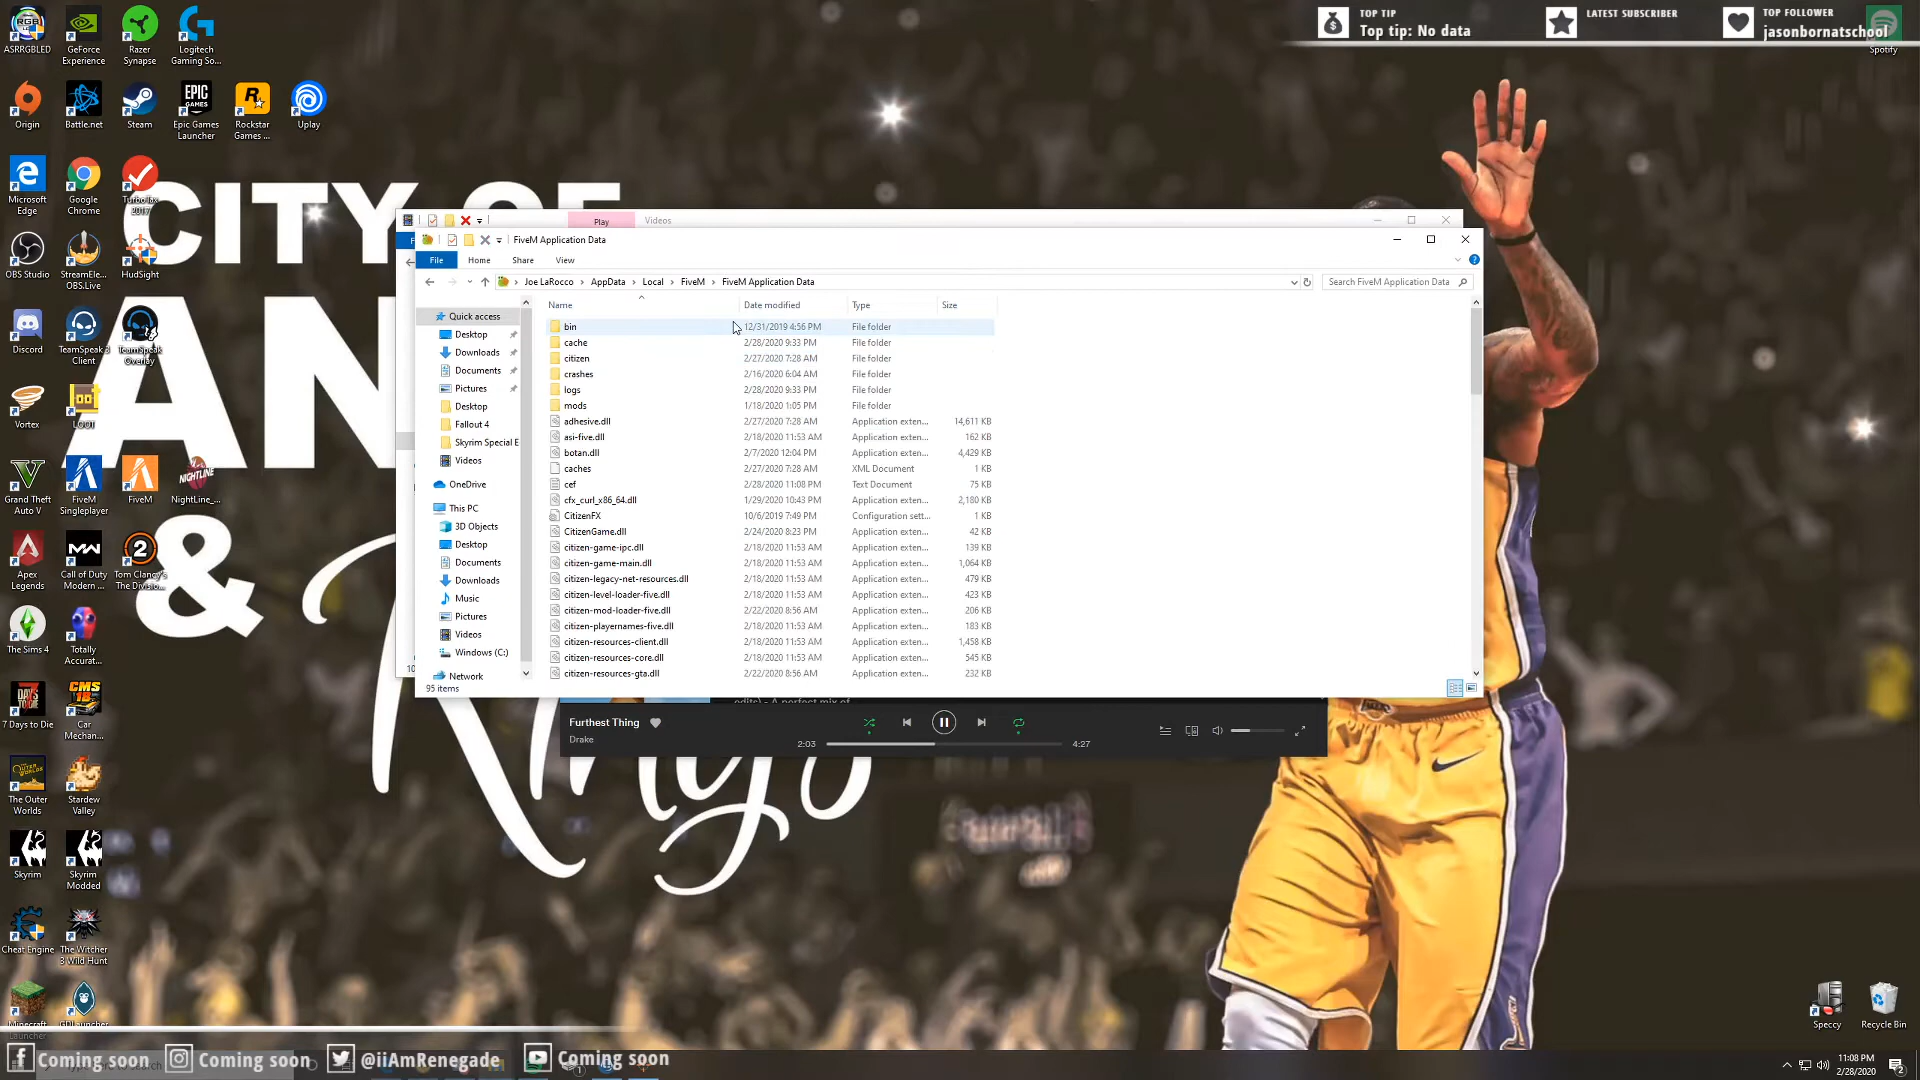 ASRRGBLED
GeForce
Experience
Razer
Synapse
Logitech
Gaming So...
TOP TIP
Top tip: No data
LATEST SUBSCRIBER
TOP FOLLOWER
jasonbornatschool
Spotify
Origin
Battle.net
Steam
EPIC
GAMES
Epic Games
Launcher
Rockstar
Games ...
Uplay
Microsoft
Edge
Google
Chrome
TurboTax
2017
CITY OF
OBS Studio
StreamEle...
OBS.Live
HudSight
Discord
TeamSpeak 3
Client
TeamSpeak
Overlay
Vortex
LOOT
Grand Theft
Auto V
FiveM
Singleplayer
FiveM
NightLine_...
&
Apex
Legends
Call of Duty
Modern ...
Tom Clancy's
The Divisio...
The Sims 4
Totally
Accurat...
7 Days to Die
Car
Mechan...
The Outer
Worlds
Stardew
Valley
Skyrim
Skyrim
Modded
Cheat Engine
The Witcher
3 Wild Hunt
Minecraft
Launcher
GDLauncher
Play
Videos
FiveM Application Data
File
Home
Share
View
Joe LaRocco › AppData › Local › FiveM › FiveM Application Data
Search FiveM Application Data
Quick access
Desktop
Downloads
Documents
Pictures
Desktop
Fallout 4
Skyrim Special E
Videos
OneDrive
This PC
3D Objects
Desktop
Documents
Downloads
Music
Pictures
Videos
Windows (C:)
Network
Name Date modified Type Size
bin 12/31/2019 4:56 PM File folder
cache 2/28/2020 9:33 PM File folder
citizen 2/27/2020 7:28 AM File folder
crashes 2/16/2020 6:04 AM File folder
logs 2/28/2020 9:33 PM File folder
mods 1/18/2020 1:05 PM File folder
adhesive.dll 2/27/2020 7:28 AM Application exten... 14,611 KB
asi-five.dll 2/18/2020 11:53 AM Application exten... 162 KB
botan.dll 2/7/2020 12:04 PM Application exten... 4,429 KB
caches 2/27/2020 7:28 AM XML Document 1 KB
cef 2/28/2020 11:08 PM Text Document 75 KB
cfx_curl_x86_64.dll 1/29/2020 10:43 PM Application exten... 2,180 KB
CitizenFX 10/6/2019 7:49 PM Configuration sett... 1 KB
CitizenGame.dll 2/24/2020 8:23 PM Application exten... 42 KB
citizen-game-ipc.dll 2/18/2020 11:53 AM Application exten... 139 KB
citizen-game-main.dll 2/18/2020 11:53 AM Application exten... 1,064 KB
citizen-legacy-net-resources.dll 2/18/2020 11:53 AM Application exten... 479 KB
citizen-level-loader-five.dll 2/18/2020 11:53 AM Application exten... 423 KB
citizen-mod-loader-five.dll 2/22/2020 8:56 AM Application exten... 206 KB
citizen-playernames-five.dll 2/18/2020 11:53 AM Application exten... 183 KB
citizen-resources-client.dll 2/18/2020 11:53 AM Application exten... 1,458 KB
citizen-resources-core.dll 2/18/2020 11:53 AM Application exten... 545 KB
citizen-resources-gta.dll 2/22/2020 8:56 AM Application exten... 232 KB
95 items
Furthest Thing
Drake
2:03
4:27
Speccy
Recycle Bin
Coming soon
Coming soon
@iiAmRenegade
Coming soon
11:08 PM
2/28/2020